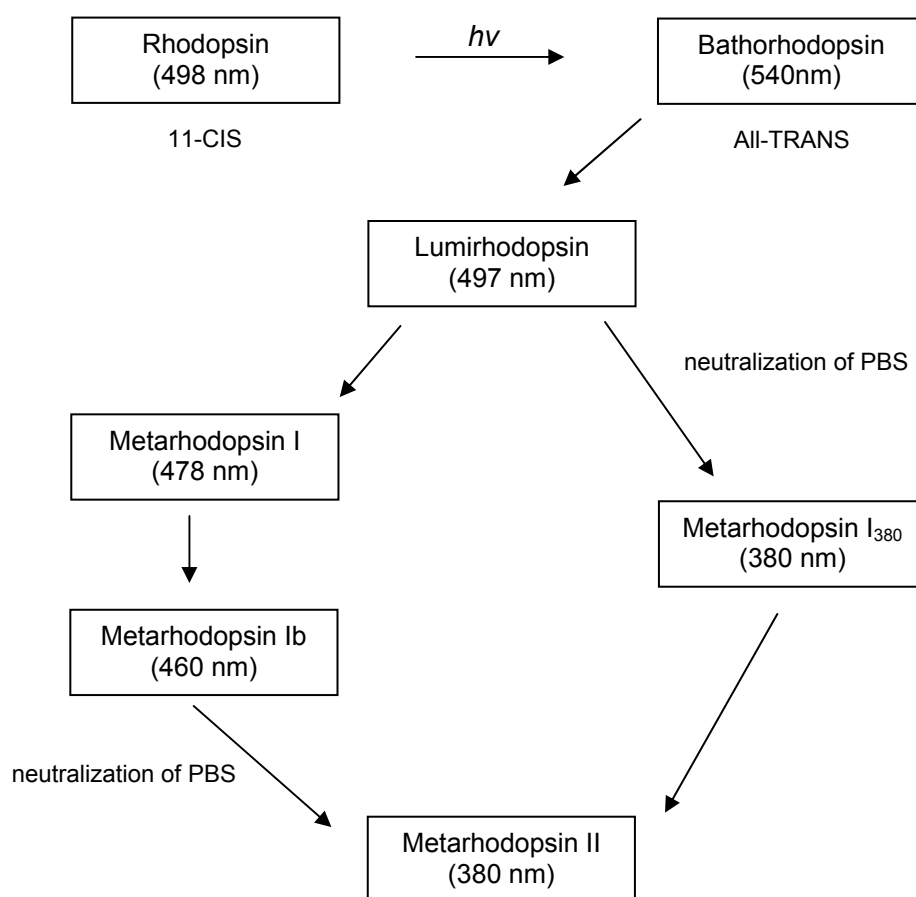 Rhodopsin
(498 nm)
hv
Bathorhodopsin
(540nm)
11-CIS
All-TRANS
Lumirhodopsin
(497 nm)
neutralization of PBS
Metarhodopsin I
(478 nm)
Metarhodopsin I₃₈₀
(380 nm)
Metarhodopsin Ib
(460 nm)
neutralization of PBS
Metarhodopsin II
(380 nm)